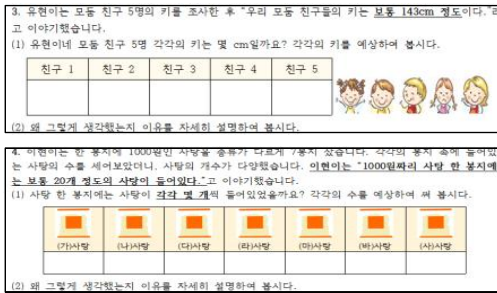 3. 유현이는 모둠 친구 5명의 키를 조사한 후 "우리 모둠 친구들의 키는 보통 143cm 정도이다."라
고 이야기했습니다.
(1) 유현이네 모둠 친구 5명 각각의 키는 몇 cm일까요? 각각의 키를 예상하여 봅시다.
친구 1 친구 2 친구 3 친구 4 친구 5
(2) 왜 그렇게 생각했는지 이유를 자세히 설명하여 봅시다.
4. 이현이는 한 봉지에 1000원인 사탕을 종류가 다르게 7봉지 샀습니다. 각각의 봉지 속에 들어있
는 사탕의 수를 세어보았더니, 사탕의 개수가 다양했습니다. 이현이는 "1000원짜리 사탕 한 봉지에
는 보통 20개 정도의 사탕이 들어있다."고 이야기했습니다.
(1) 사탕 한 봉지에는 사탕이 각각 몇 개씩 들어있었을까요? 각각의 수를 예상하여 써 봅시다.
(가)사탕 (나)사탕 (다)사탕 (라)사탕 (마)사탕 (바)사탕 (사)사탕
(2) 왜 그렇게 생각했는지 이유를 자세히 설명하여 봅시다.